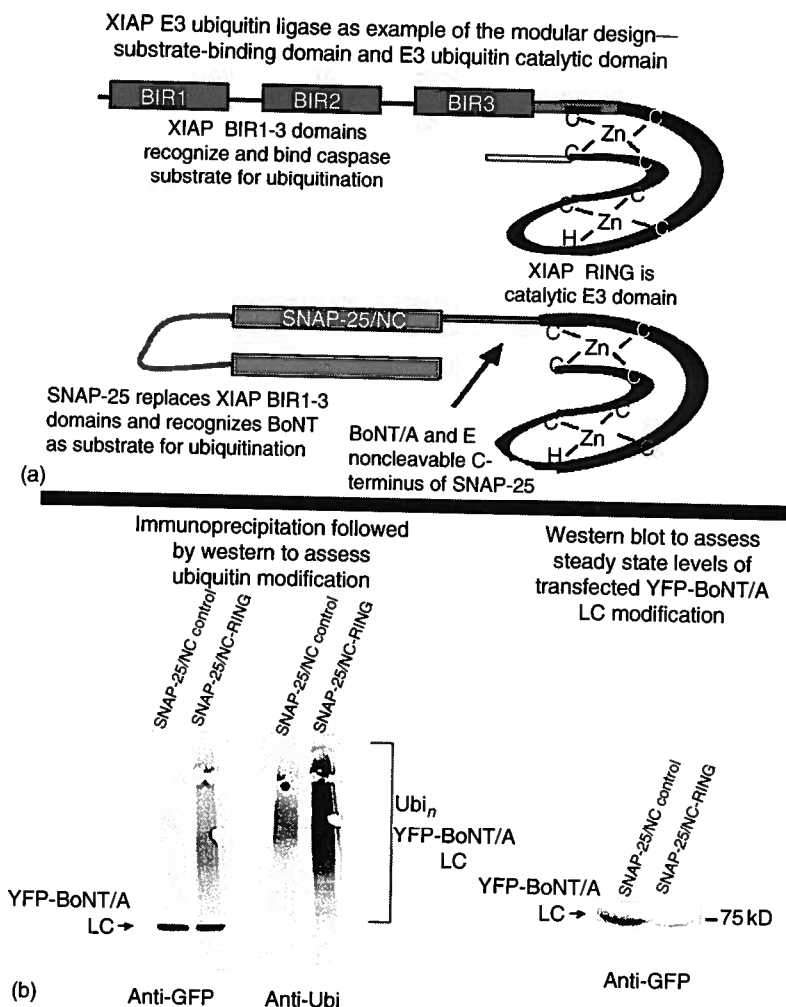 XIAP E3 ubiquitin ligase as example of the modular design—
substrate-binding domain and E3 ubiquitin catalytic domain
BIR1
BIR2
BIR3
XIAP BIR1-3 domains
recognize and bind caspase
substrate for ubiquitination
C
C
Zn
C
C
C
C
Zn
H
C
XIAP RING is
catalytic E3 domain
SNAP-25/NC
C
C
Zn
C
C
C
C
Zn
H
C
SNAP-25 replaces XIAP BIR1-3
domains and recognizes BoNT
as substrate for ubiquitination
BoNT/A and E
noncleavable C-
terminus of SNAP-25
(a)
Immunoprecipitation followed
by western to assess
ubiquitin modification
Western blot to assess
steady state levels of
transfected YFP-BoNT/A
LC modification
SNAP-25/NC control
SNAP-25/NC-RING
SNAP-25/NC control
SNAP-25/NC-RING
Ubin
YFP-BoNT/A
LC
YFP-BoNT/A
LC→
SNAP-25/NC control
SNAP-25/NC-RING
YFP-BoNT/A
LC →
–75 kD
(b)
Anti-GFP
Anti-Ubi
Anti-GFP